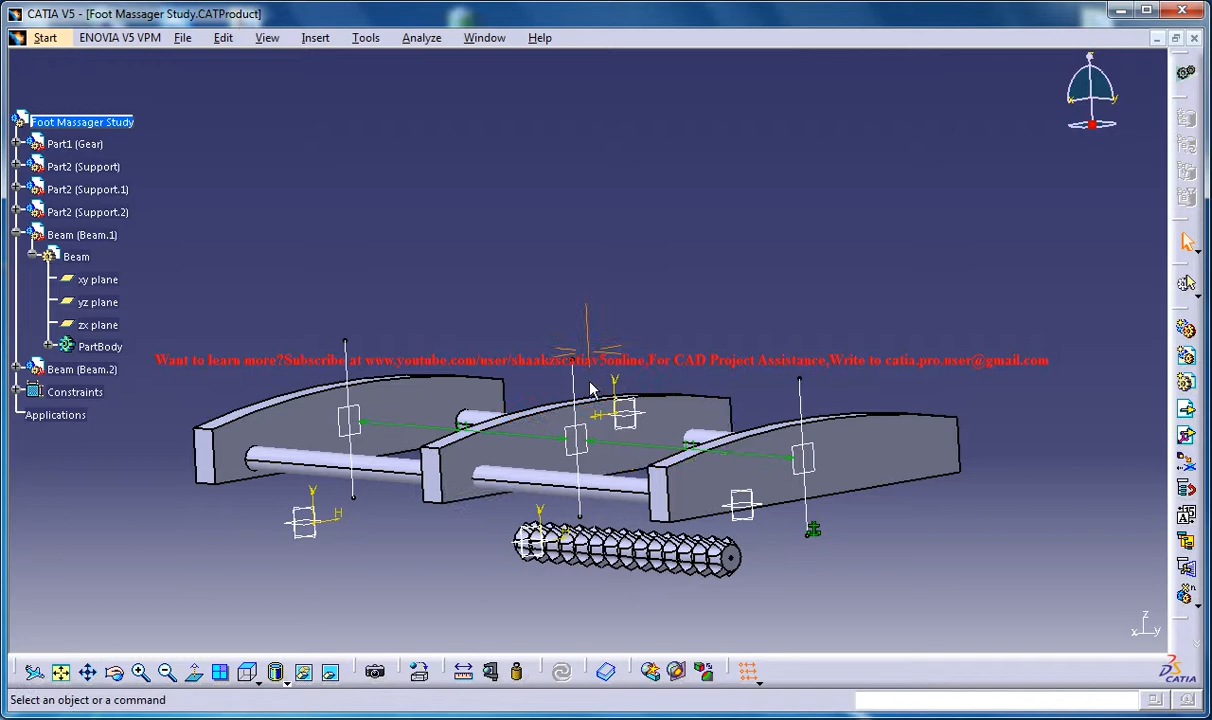 CATIA V5 - [Foot Massager Study.CATProduct]
Start ENOVIA V5 VPM File Edit View Insert Tools Analyze Window Help
Foot Massager Study
Part1 (Gear)
Part2 (Support)
Part2 (Support.1)
Part2 (Support.2)
Beam (Beam.1)
Beam
xy plane
yz plane
zx plane
PartBody
Beam (Beam.2)
Constraints
Applications
Want to learn more?Subscribe at www.youtube.com/user/shaakzscatiav5online,For CAD Project Assistance,Write to catia.pro.user@gmail.com
x y
V
H
V
H
V
z
x y
CATIA
Select an object or a command